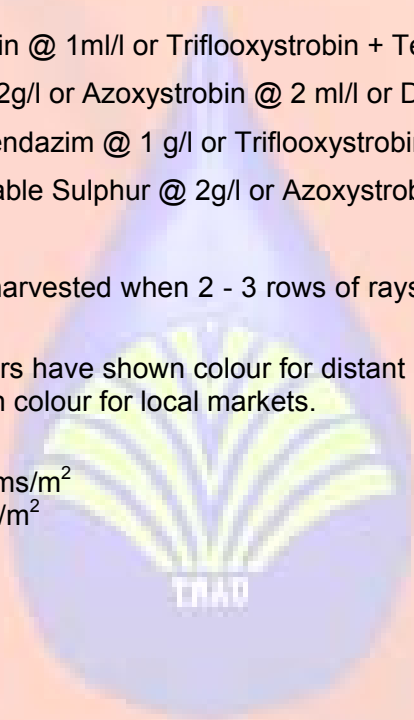 in @ 1ml/l or Triflooxystrobin + Te
2g/l or Azoxystrobin @ 2 ml/l or D
endazim @ 1 g/l or Triflooxystrobin
able Sulphur @ 2g/l or Azoxystrob
harvested when 2 - 3 rows of rays
rs have shown colour for distant
n colour for local markets.
ms/m²
/m²
TNAU